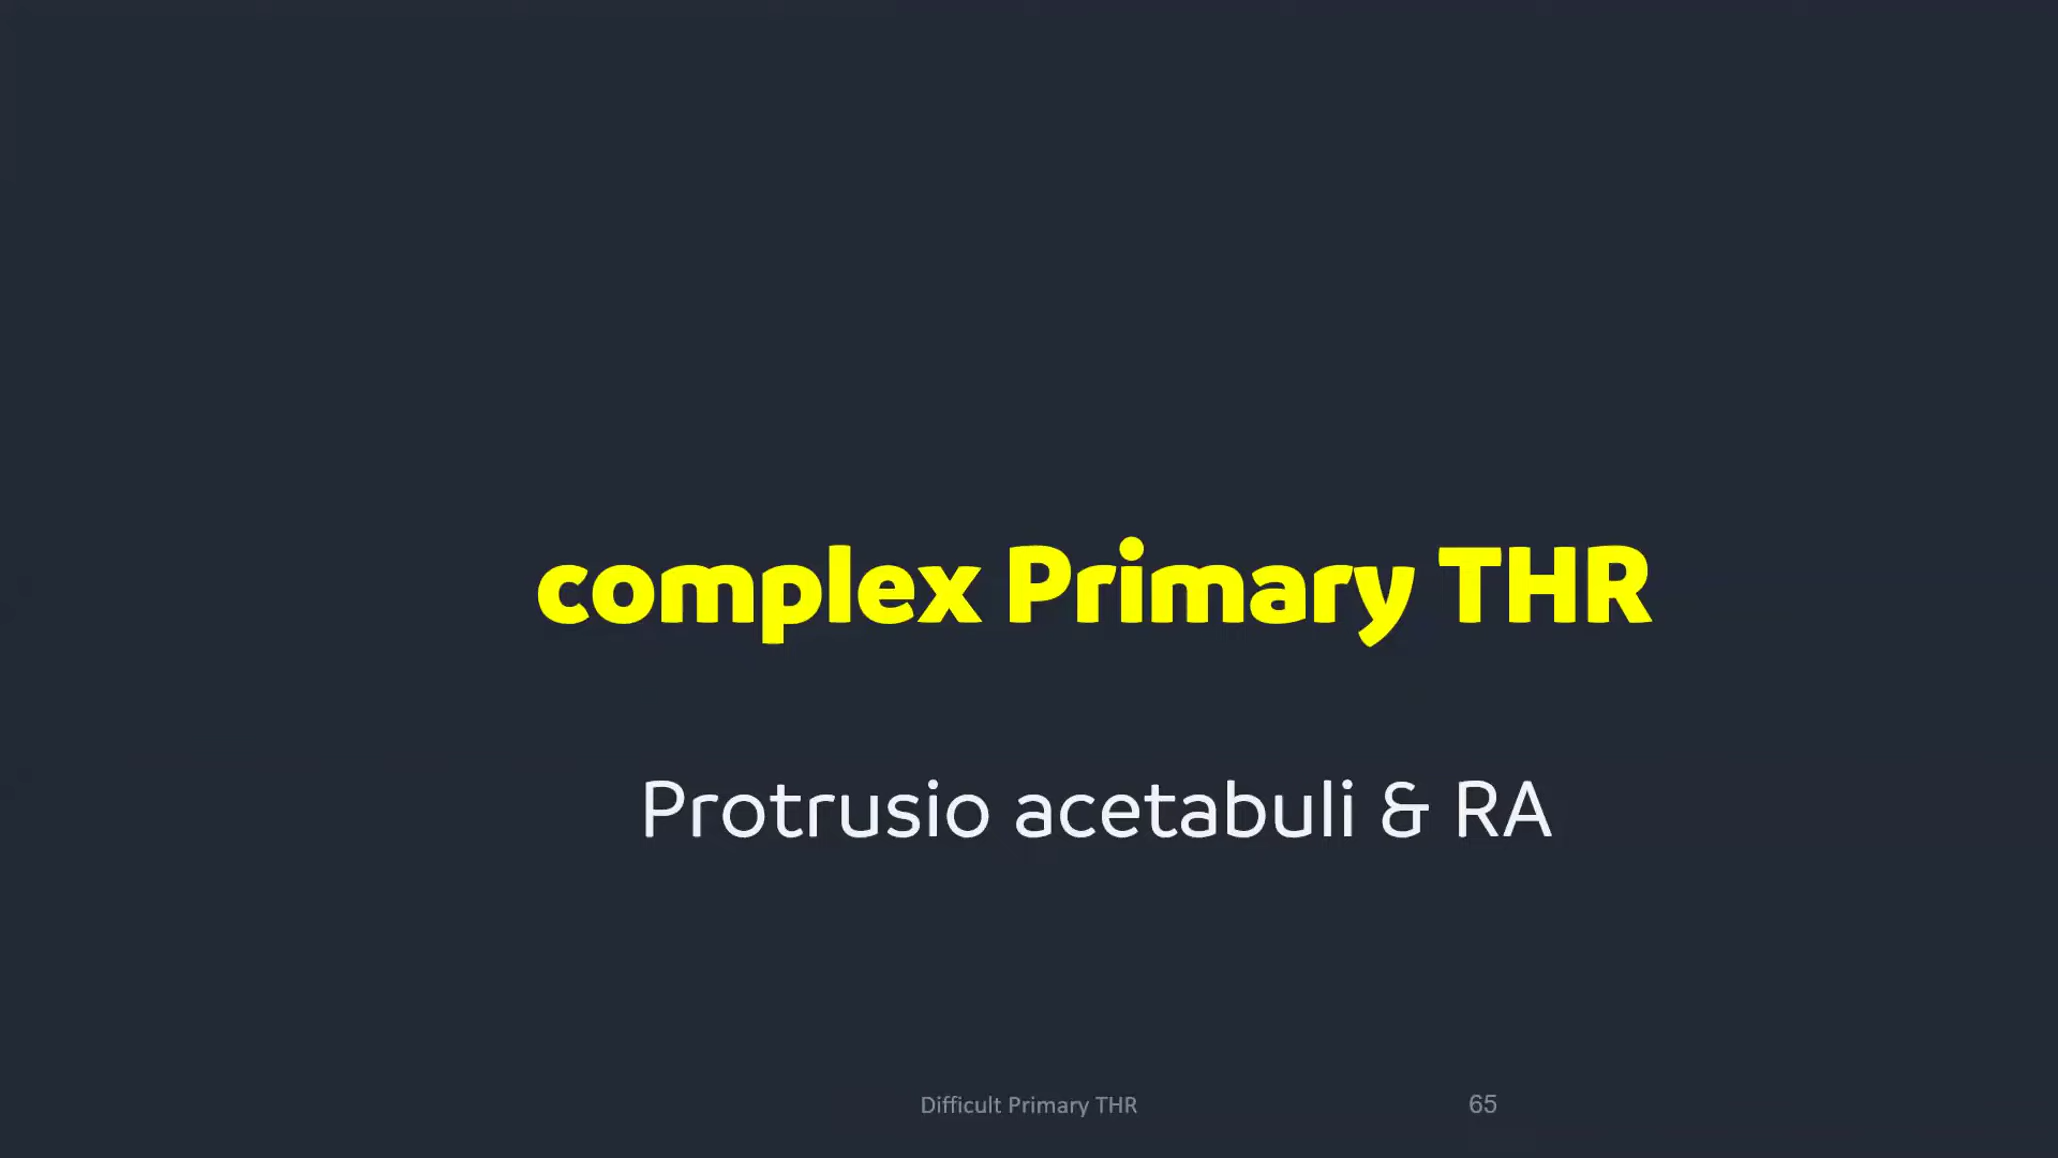 complex Primary THR
Protrusio acetabuli & RA
Difficult Primary THR
65